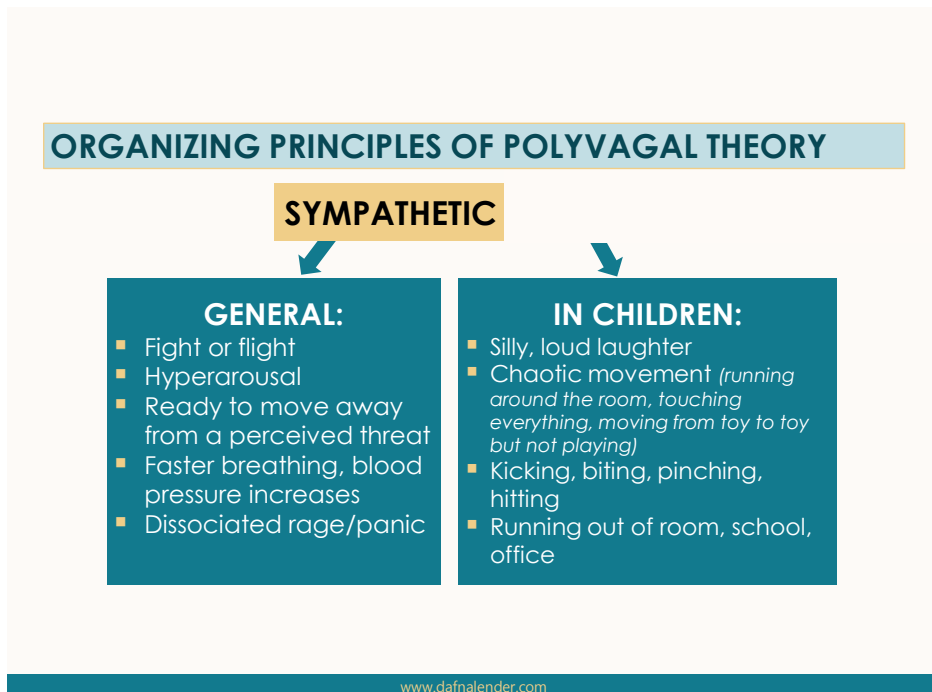 ORGANIZING PRINCIPLES OF POLYVAGAL THEORY
SYMPATHETIC
GENERAL:
▪ Fight or flight
▪ Hyperarousal
▪ Ready to move away
from a perceived threat
▪ Faster breathing, blood
pressure increases
▪ Dissociated rage/panic
IN CHILDREN:
▪ Silly, loud laughter
▪ Chaotic movement (running
around the room, touching
everything, moving from toy to toy
but not playing)
▪ Kicking, biting, pinching,
hitting
▪ Running out of room, school,
office
www.dafnalender.com